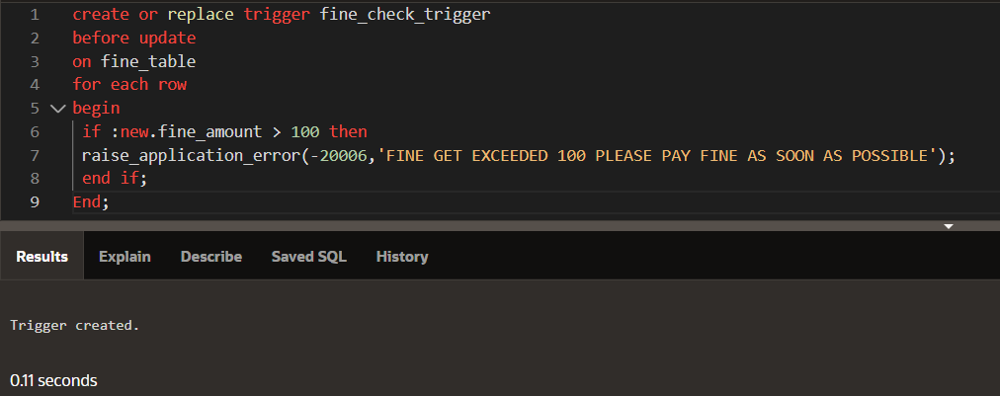 1 create or replace trigger fine_check_trigger
2 before update
3 on fine_table
4 for each row
5 begin
6 if :new.fine_amount > 100 then
7 raise_application_error(-20006,'FINE GET EXCEEDED 100 PLEASE PAY FINE AS SOON AS POSSIBLE');
8 end if;
9 End;
Results Explain Describe Saved SQL History
Trigger created.
0.11 seconds